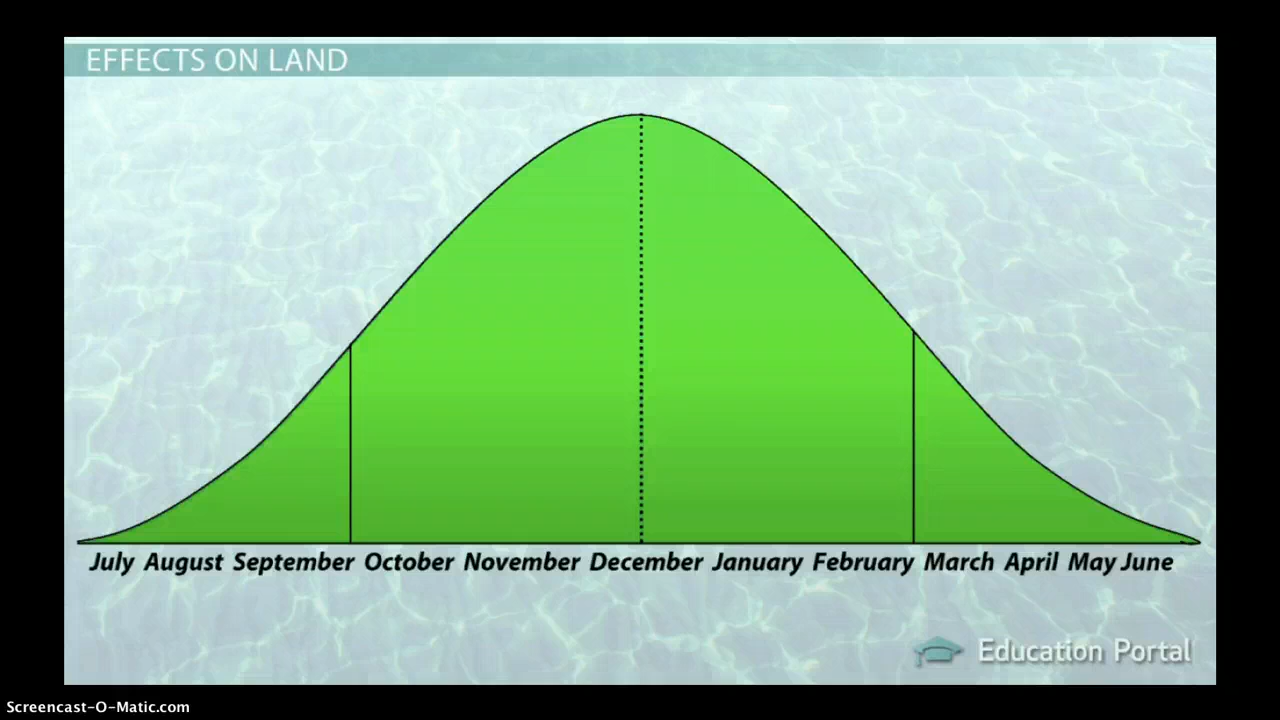 EFFECTS ON LAND
July August September October November December January February March April May June
Education Portal
Screencast-O-Matic.com